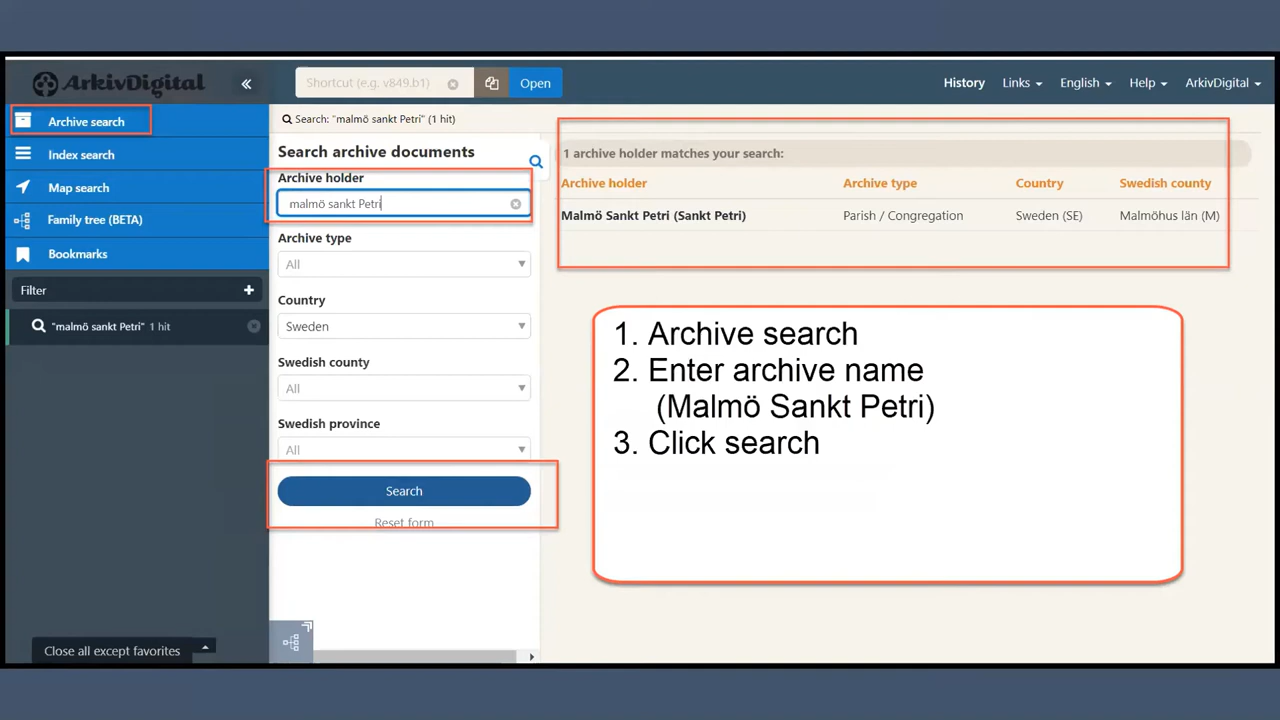 ArkivDigital
Shortcut (e.g. v849.b1)
Open
History
Links
English
Help
ArkivDigital
Archive search
Index search
Map search
Family tree (BETA)
Bookmarks
Filter
"malmö sankt Petri" 1 hit
Close all except favorites
Search: "malmö sankt Petri" (1 hit)
Search archive documents
Archive holder
malmö sankt Petri
Archive type
All
Country
Sweden
Swedish county
All
Swedish province
All
Search
Reset form
1 archive holder matches your search:
Archive holder Archive type Country Swedish county
Malmö Sankt Petri (Sankt Petri) Parish / Congregation Sweden (SE) Malmöhus län (M)
1. Archive search
2. Enter archive name
(Malmö Sankt Petri)
3. Click search